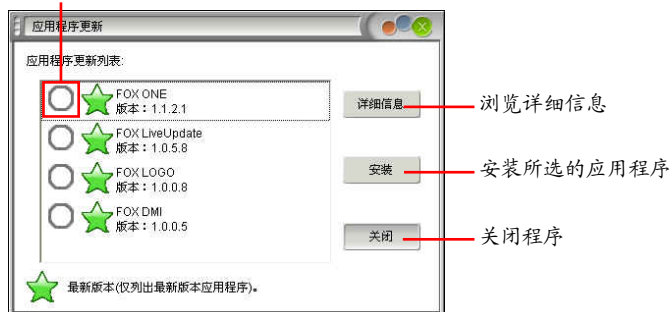 应用程序更新
应用程序更新列表:
FOX ONE
版本：1.1.2.1
FOX LiveUpdate
版本：1.0.5.8
FOX LOGO
版本：1.0.0.8
FOX DMI
版本：1.0.0.5
详细信息
浏览详细信息
安装
安装所选的应用程序
关闭
关闭程序
最新版本(仅列出最新版本应用程序)。